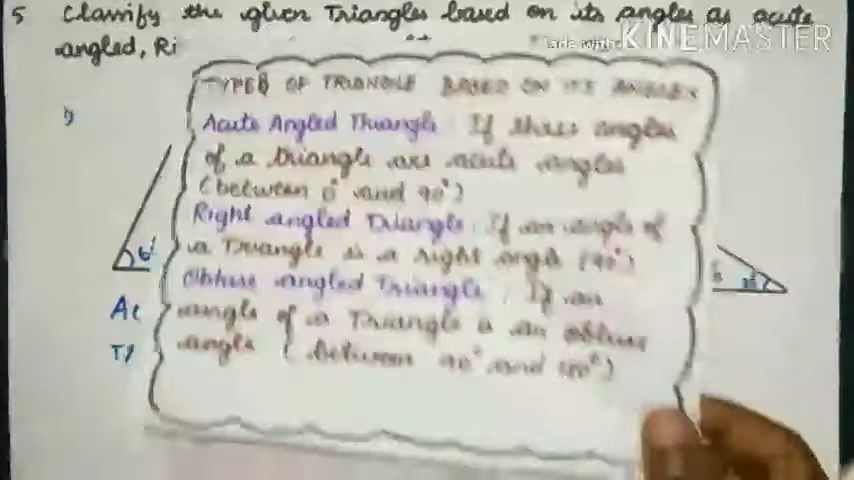 5 Classify the given Triangles based on its angles as acute
angled, Ri
Made with KINEMASTER
TYPES OF TRIANGLE BASED ON ITS ANGLES
i)
Acute Angled Triangle : If three angles
of a triangle are acute angles
(between 0° and 90°)
Right angled Triangle : If an angle of
a Triangle is a right angle (90°)
Obtuse angled Triangle : If an
angle of a Triangle is an obtuse
angle (between 90° and 180°)
Ac